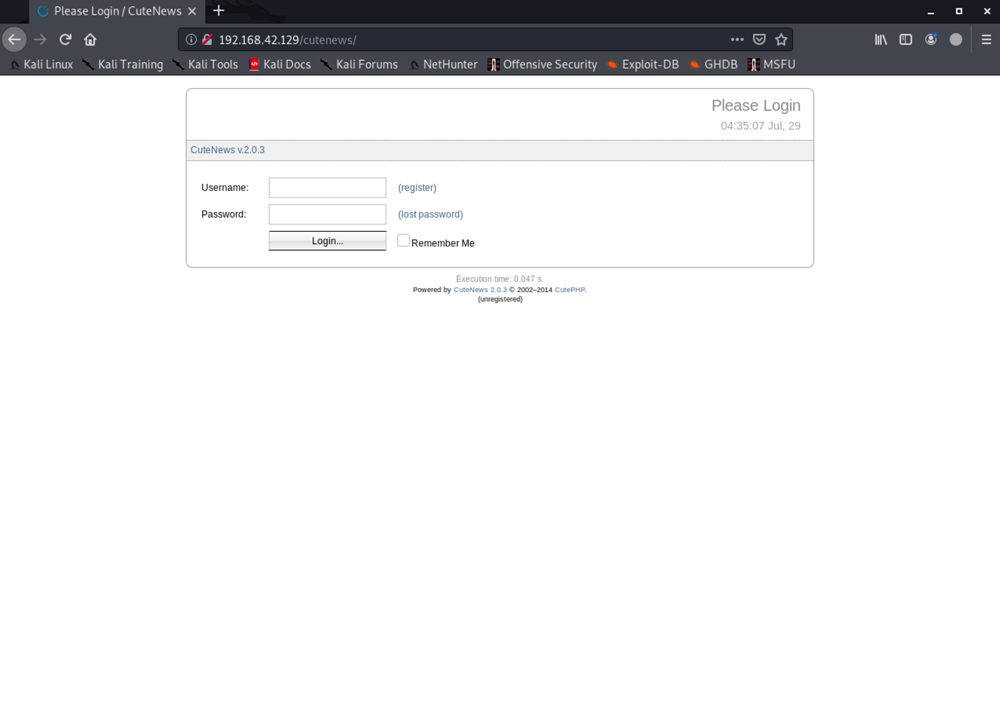 Please Login / CuteNews
192.168.42.129/cutenews/
Kali Linux Kali Training Kali Tools Kali Docs Kali Forums NetHunter Offensive Security Exploit-DB GHDB MSFU
Please Login
04:35:07 Jul, 29
CuteNews v.2.0.3
Username: (register)
Password: (lost password)
Login... Remember Me
Execution time: 0.047 s.
Powered by CuteNews 2.0.3 © 2002–2014 CutePHP.
(unregistered)